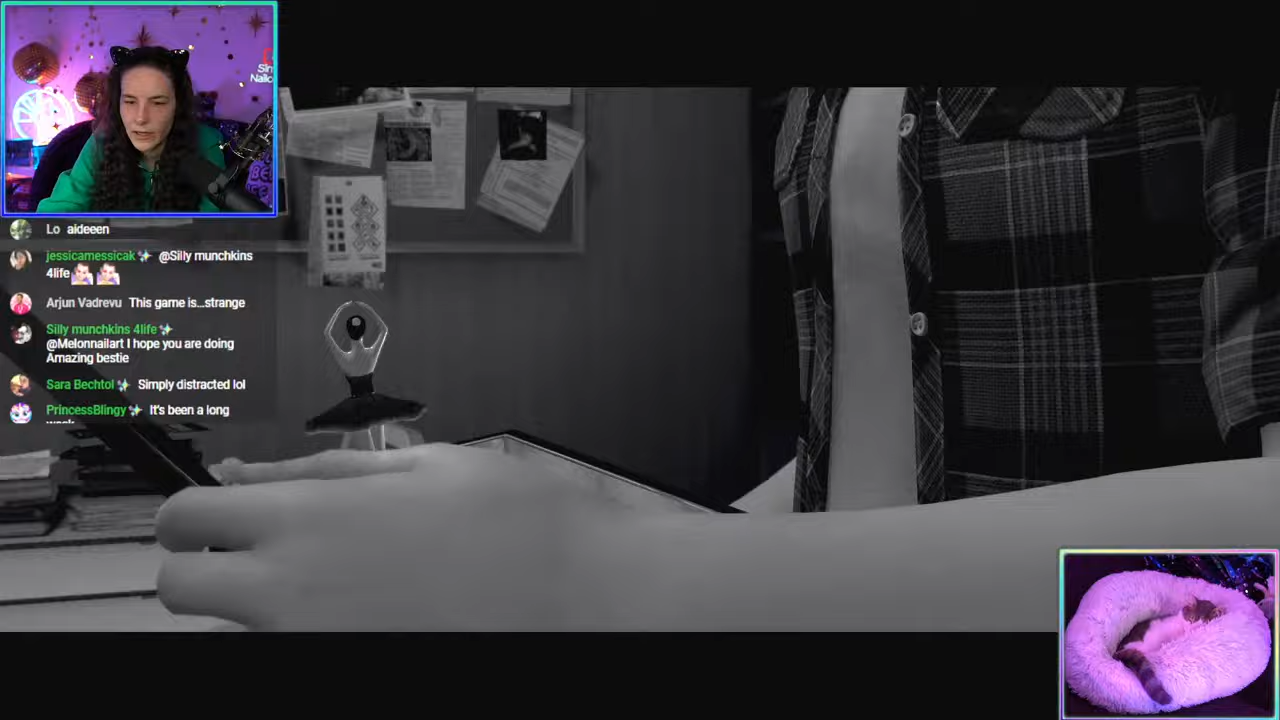 Lo aideeen
jessicamessicak @Silly munchkins
4life
Arjun Vadrevu This game is...strange
Silly munchkins 4life
@Melonnailart I hope you are doing
Amazing bestie
Sara Bechtol Simply distracted lol
PrincessBlingy It's been a long